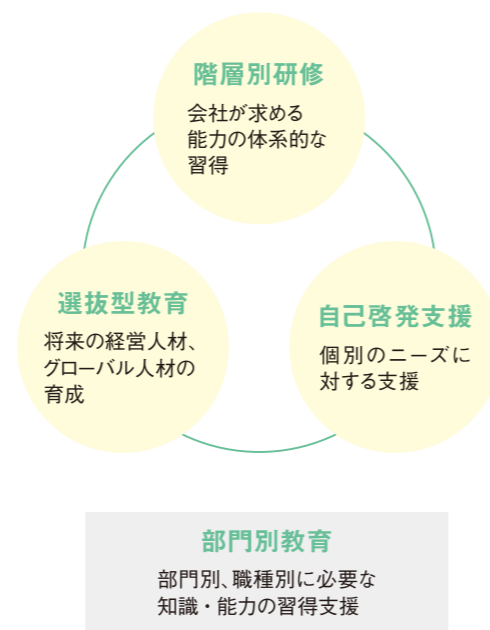 階層別研修
会社が求める
能力の体系的な
習得
選抜型教育
将来の経営人材、
グローバル人材の
育成
自己啓発支援
個別のニーズに
対する支援
部門別教育
部門別、職種別に必要な
知識・能力の習得支援